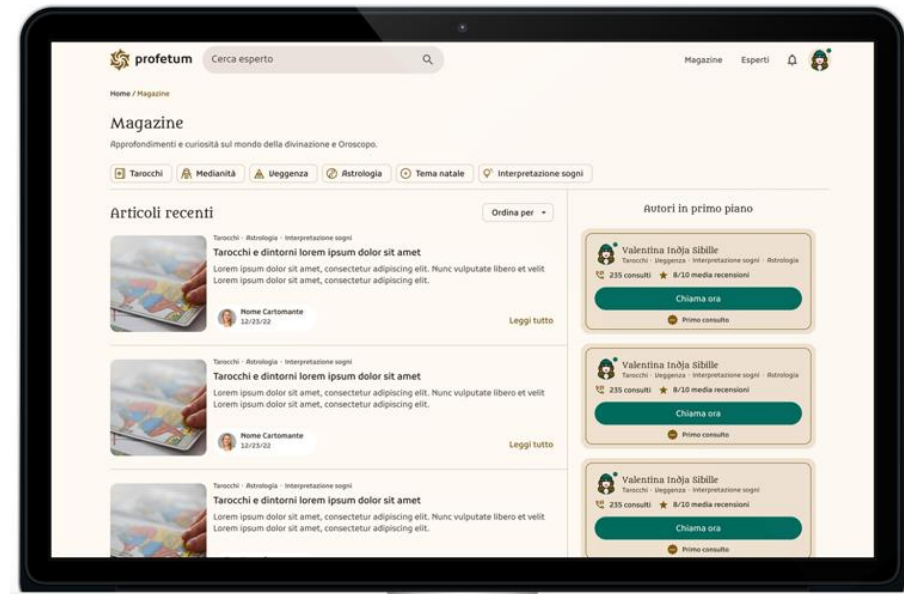 profetum
Cerca esperto
Magazine
Esperti
Home / Magazine
Magazine
Approfondimenti e curiosità sul mondo della divinazione e Oroscopo.
Tarocchi
Medianità
Veggenza
Astrologia
Tema natale
Interpretazione sogni
Articoli recenti
Ordina per
Tarocchi · Astrologia · Interpretazione sogni
Tarocchi e dintorni lorem ipsum dolor sit amet
Lorem ipsum dolor sit amet, consectetur adipiscing elit. Nunc vulputate libero et velit
Lorem ipsum dolor sit amet, consectetur adipiscing elit.
Nome Cartomante
12/23/22
Leggi tutto
Tarocchi · Astrologia · Interpretazione sogni
Tarocchi e dintorni lorem ipsum dolor sit amet
Lorem ipsum dolor sit amet, consectetur adipiscing elit. Nunc vulputate libero et velit
Lorem ipsum dolor sit amet, consectetur adipiscing elit.
Nome Cartomante
12/23/22
Leggi tutto
Tarocchi · Astrologia · Interpretazione sogni
Tarocchi e dintorni lorem ipsum dolor sit amet
Lorem ipsum dolor sit amet, consectetur adipiscing elit. Nunc vulputate libero et velit
Lorem ipsum dolor sit amet, consectetur adipiscing elit.
Autori in primo piano
Valentina Inðja Sibille
Tarocchi · Veggenza · Interpretazione sogni · Astrologia
235 consulti
8/10 media recensioni
Chiama ora
Primo consulto
Valentina Inðja Sibille
Tarocchi · Veggenza · Interpretazione sogni · Astrologia
235 consulti
8/10 media recensioni
Chiama ora
Primo consulto
Valentina Inðja Sibille
Tarocchi · Veggenza · Interpretazione sogni
235 consulti
8/10 media recensioni
Chiama ora
Primo consulto